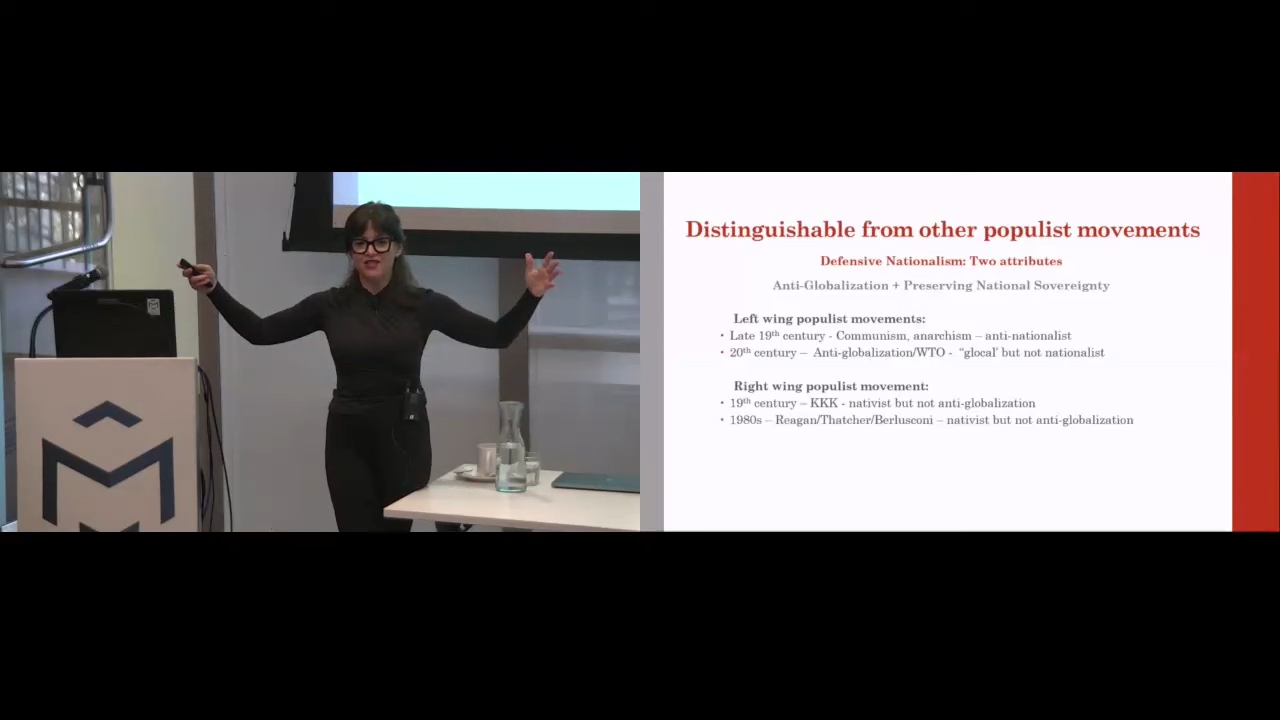 Distinguishable from other populist movements
Defensive Nationalism: Two attributes
Anti-Globalization + Preserving National Sovereignty
Left wing populist movements:
• Late 19th century - Communism, anarchism – anti-nationalist
• 20th century – Anti-globalization/WTO - "glocal' but not nationalist
Right wing populist movement:
• 19th century – KKK - nativist but not anti-globalization
• 1980s – Reagan/Thatcher/Berlusconi – nativist but not anti-globalization